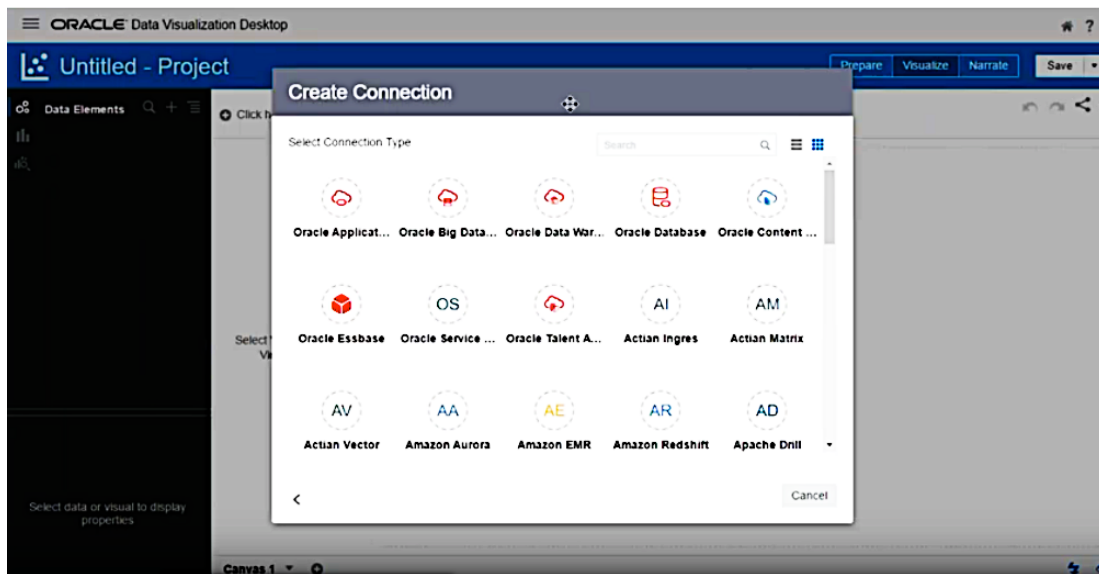 ORACLE Data Visualization Desktop
?
Untitled - Project
Prepare Visualize Narrate Save
Data Elements
Click h
Create Connection
Select Connection Type
Search
Oracle Applicat... Oracle Big Data... Oracle Data War... Oracle Database Oracle Content ...
OS AI AM
Oracle Essbase Oracle Service ... Oracle Talent A... Actian Ingres Actian Matrix
AV AA AE AR AD
Actian Vector Amazon Aurora Amazon EMR Amazon Redshift Apache Drill
Cancel
Select
Vi
Select data or visual to display
properties
Canvas 1